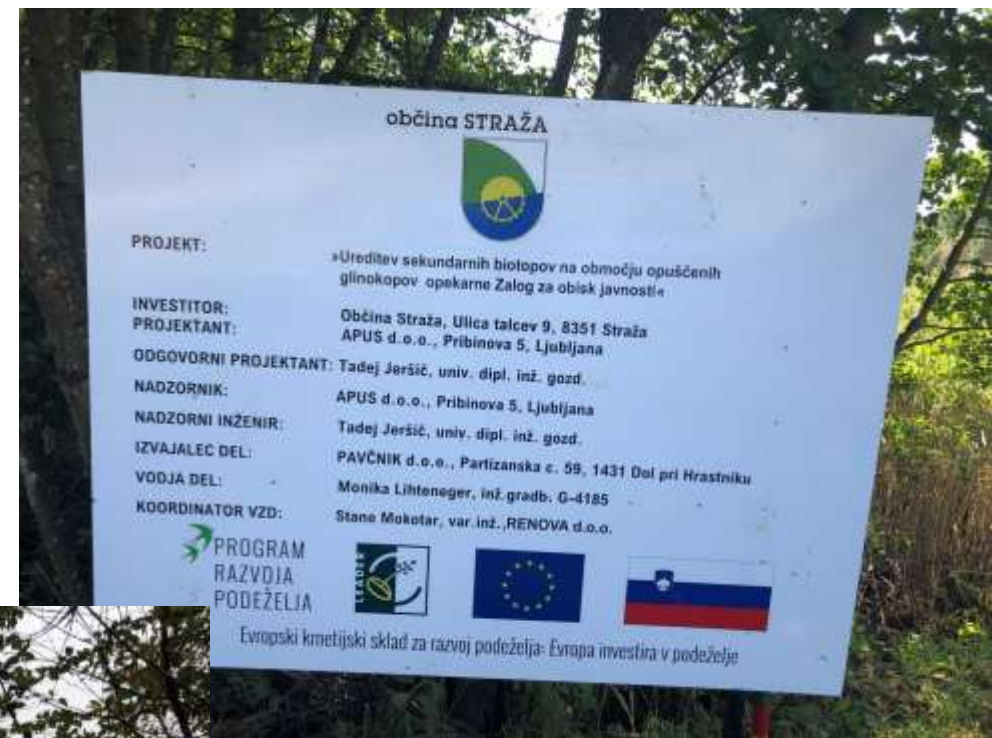 občina STRAŽA
PROJEKT: »Ureditev sekundarnih biotopov na območju opuščenih
glinokopov opekarne Zalog za obisk javnosti«
INVESTITOR: Občina Straža, Ulica talcev 9, 8351 Straža
PROJEKTANT: APUS d.o.o., Pribinova 5, Ljubljana
ODGOVORNI PROJEKTANT: Tadej Jeršič, univ. dipl. inž. gozd.
NADZORNIK: APUS d.o.o., Pribinova 5, Ljubljana
NADZORNI INŽENIR: Tadej Jeršič, univ. dipl. inž. gozd.
IZVAJALEC DEL: PAVČNIK d.o.o., Partizanska c. 59, 1431 Dol pri Hrastniku
VODJA DEL: Monika Lihteneger, inž.gradb. G-4185
KOORDINATOR VZD: Stane Mokotar, var.inž.,RENOVA d.o.o.
PROGRAM
RAZVOJA
PODEŽELJA
LEADER
Evropski kmetijski sklad za razvoj podeželja: Evropa investira v podeželje